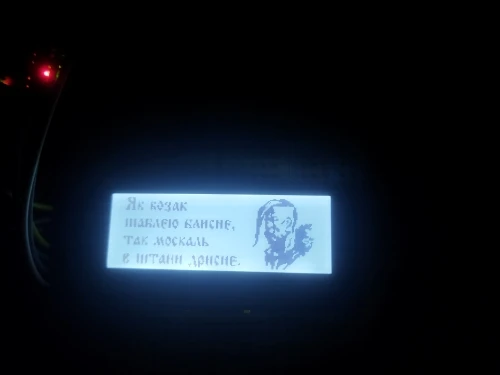 Як козак
шаблею блисне,
так москаль
в штани дрисне.